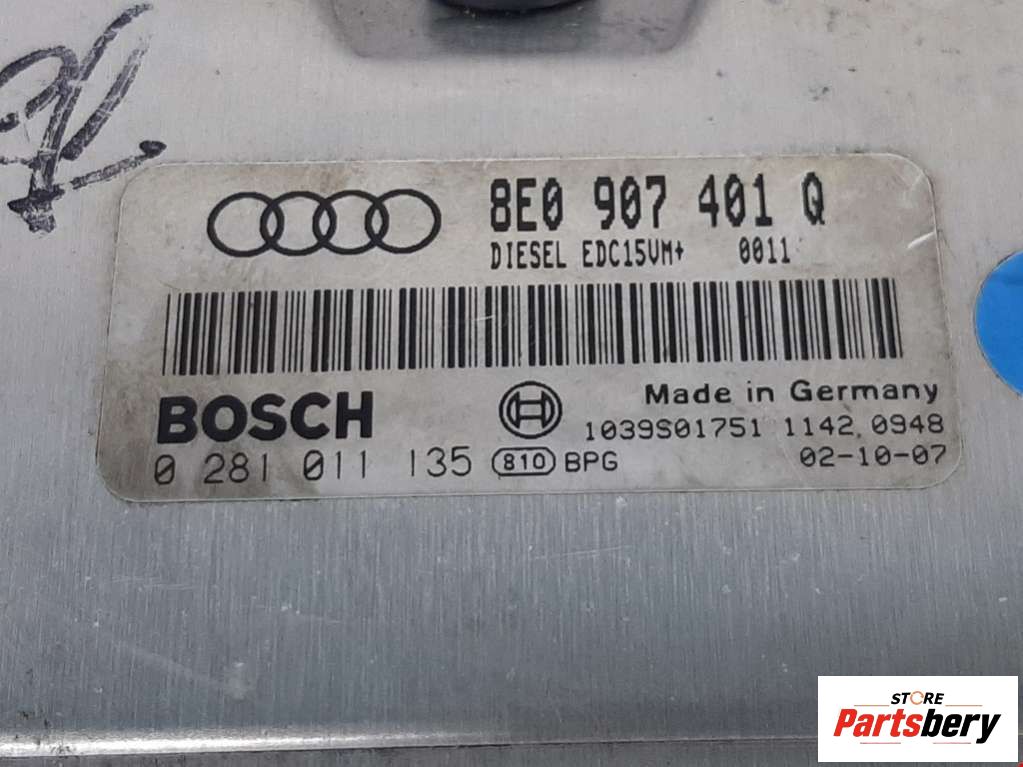 8E0 907 401 Q
DIESEL EDC15VM+ 0011
BOSCH
Made in Germany
1039S01751 1142,0948
0 281 011 135 810 BPG
02-10-07
STORE
Partsbery